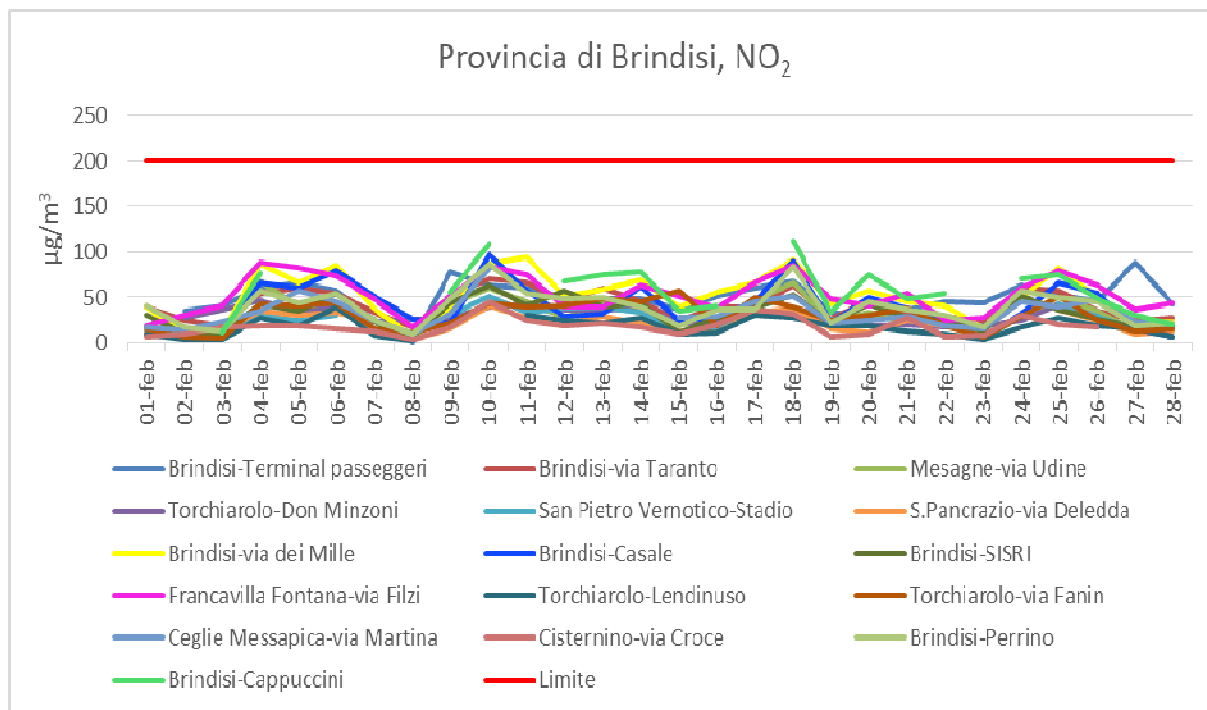 Provincia di Brindisi, NO₂
250
200
150
100
50
0
µg/m³
01-feb
02-feb
03-feb
04-feb
05-feb
06-feb
07-feb
08-feb
09-feb
10-feb
11-feb
12-feb
13-feb
14-feb
15-feb
16-feb
17-feb
18-feb
19-feb
20-feb
21-feb
22-feb
23-feb
24-feb
25-feb
26-feb
27-feb
28-feb
Brindisi-Terminal passeggeri Brindisi-via Taranto Mesagne-via Udine
Torchiarolo-Don Minzoni San Pietro Vernotico-Stadio S.Pancrazio-via Deledda
Brindisi-via dei Mille Brindisi-Casale Brindisi-SISRI
Francavilla Fontana-via Filzi Torchiarolo-Lendinuso Torchiarolo-via Fanin
Ceglie Messapica-via Martina Cisternino-via Croce Brindisi-Perrino
Brindisi-Cappuccini Limite